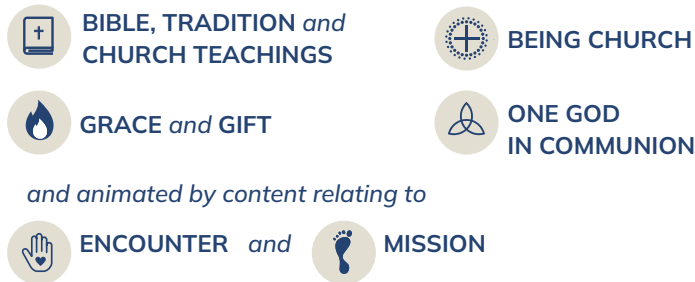 BIBLE, TRADITION and
CHURCH TEACHINGS
BEING CHURCH
GRACE and GIFT
ONE GOD
IN COMMUNION
and animated by content relating to
ENCOUNTER and MISSION